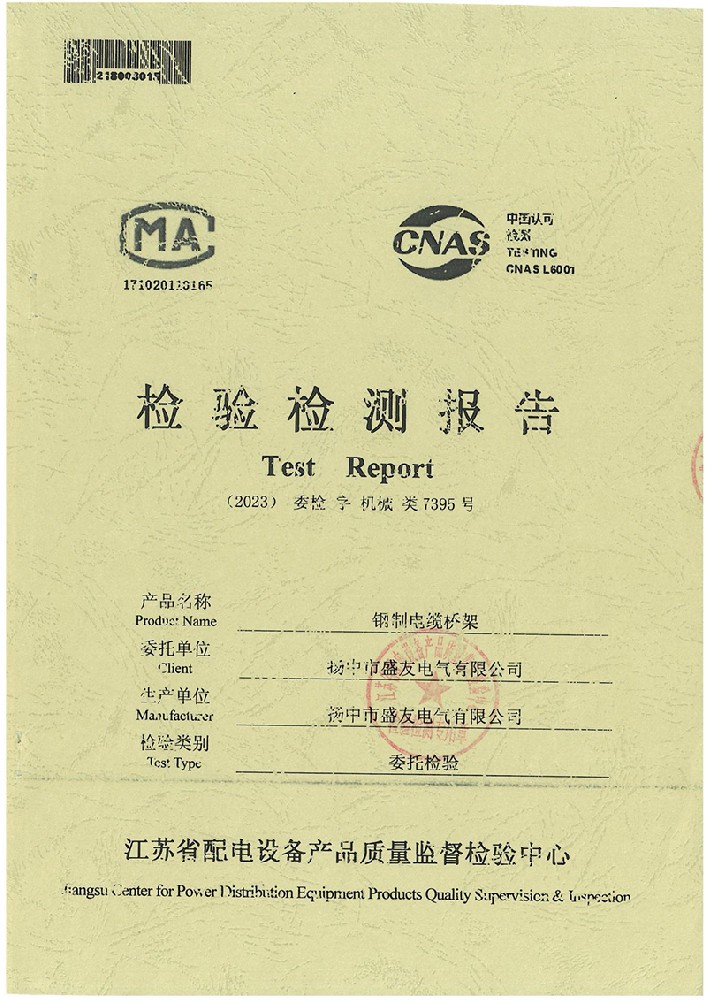 MA
CNAS
中国认可
TESTING
CNAS L6001
检验检测报告
Test Report
（2023） 委检 字 机械 类 7395 号
产品名称
Product Name
钢制电缆桥架
委托单位
Client
扬中市盛友电气有限公司
生产单位
Manufacturer
扬中市盛友电气有限公司
检验类别
Test Type
委托检验
江苏省配电设备产品质量监督检验中心
Jiangsu Center for Power Distribution Equipment Products Quality Supervision & Inspection